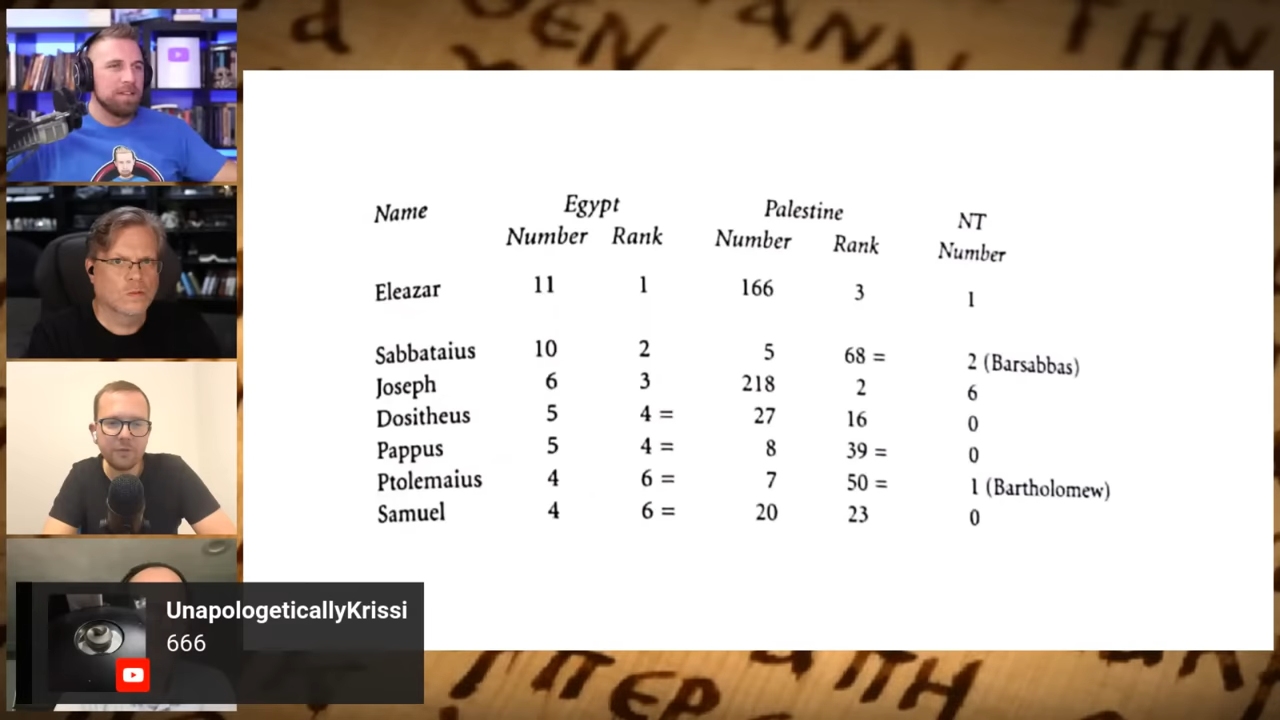 Name Egypt Palestine NT
Number Rank Number Rank Number
Eleazar 11 1 166 3 1
Sabbataius 10 2 5 68 = 2 (Barsabbas)
Joseph 6 3 218 2 6
Dositheus 5 4 = 27 16 0
Pappus 5 4 = 8 39 = 0
Ptolemaius 4 6 = 7 50 = 1 (Bartholomew)
Samuel 4 6 = 20 23 0
UnapologeticallyKrissi
666